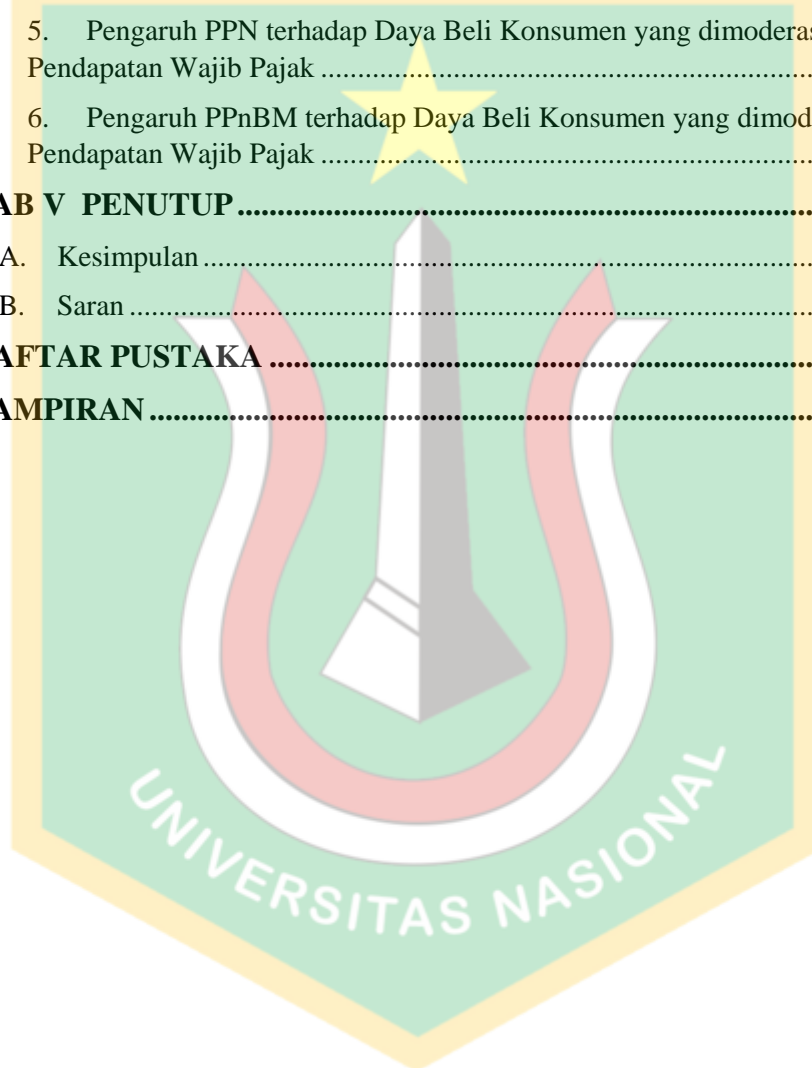 5. Pengaruh PPN terhadap Daya Beli Konsumen yang dimoderas
Pendapatan Wajib Pajak ........................................................................
6. Pengaruh PPnBM terhadap Daya Beli Konsumen yang dimod
Pendapatan Wajib Pajak ........................................................................
AB V PENUTUP ........................................................................
A. Kesimpulan ........................................................................
B. Saran ........................................................................
AFTAR PUSTAKA ........................................................................
AMPIRAN ........................................................................
UNIVERSITAS NASIONAL